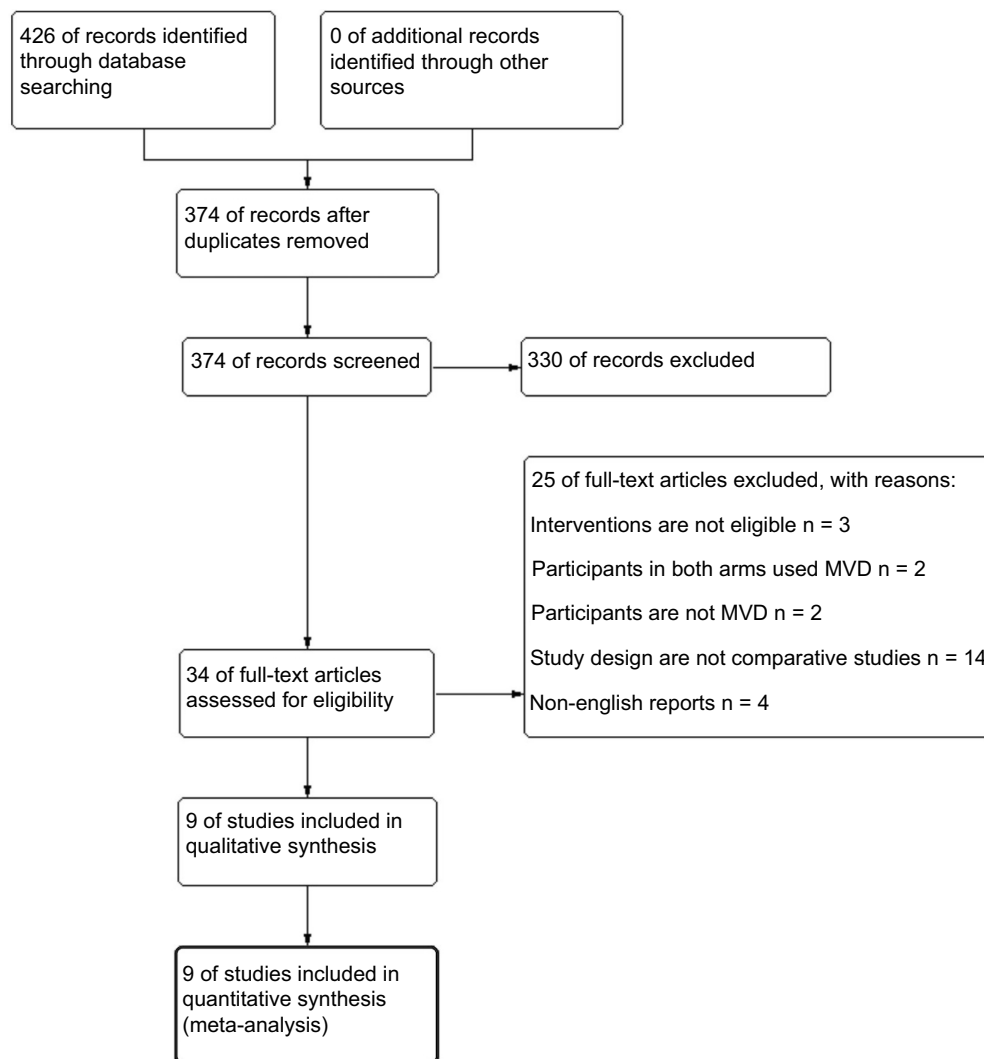 426 of records identified
through database
searching
0 of additional records
identified through other
sources
374 of records after
duplicates removed
374 of records screened
330 of records excluded
25 of full-text articles excluded, with reasons:
Interventions are not eligible n = 3
Participants in both arms used MVD n = 2
Participants are not MVD n = 2
Study design are not comparative studies n = 14
Non-english reports n = 4
34 of full-text articles
assessed for eligibility
9 of studies included in
qualitative synthesis
9 of studies included in
quantitative synthesis
(meta-analysis)